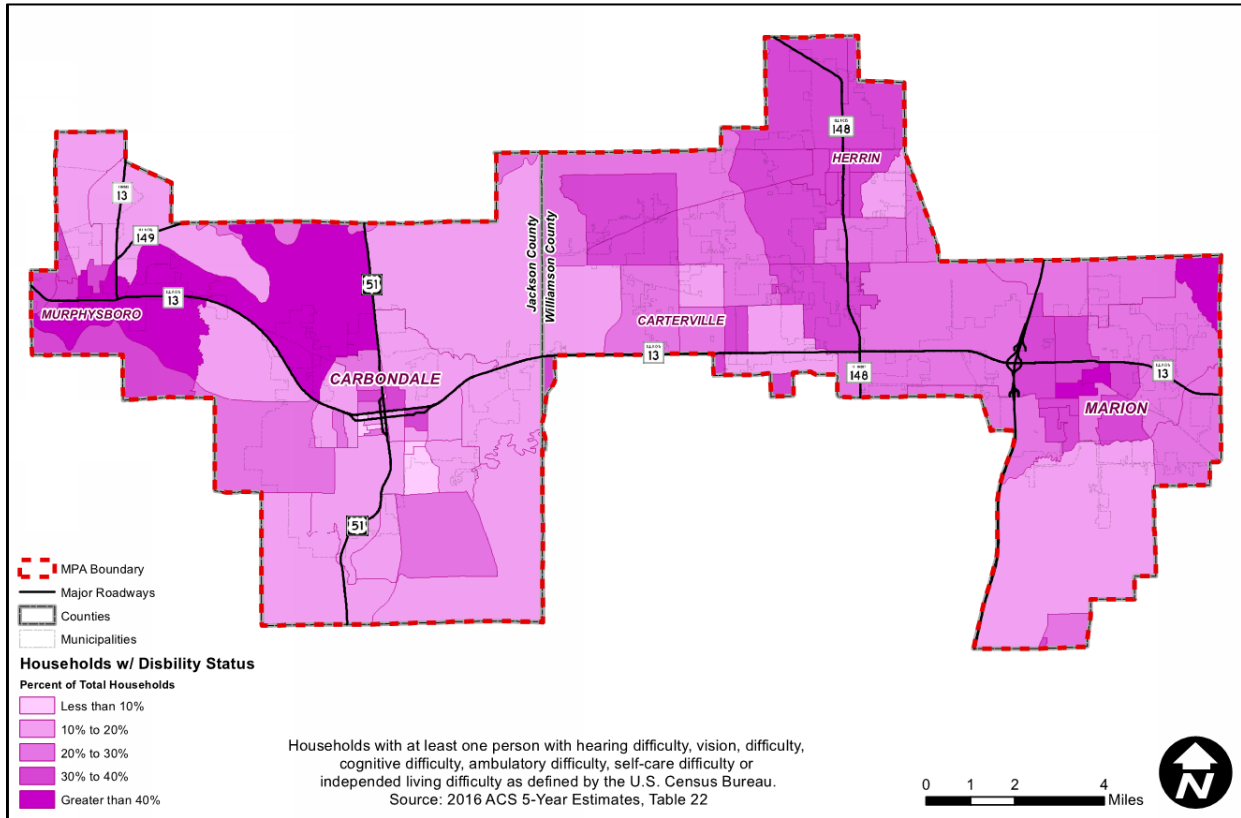 148
HERRIN
13
149
Jackson County
Williamson County
51
13
MURPHYSBORO
CARTERVILLE
13
CARBONDALE
148
13
MARION
51
MPA Boundary
Major Roadways
Counties
Municipalities
Households w/ Disbility Status
Percent of Total Households
Less than 10%
10% to 20%
20% to 30%
30% to 40%
Greater than 40%
Households with at least one person with hearing difficulty, vision, difficulty,
cognitive difficulty, ambulatory difficulty, self-care difficulty or
independed living difficulty as defined by the U.S. Census Bureau.
Source: 2016 ACS 5-Year Estimates, Table 22
0 1 2 4
Miles
N